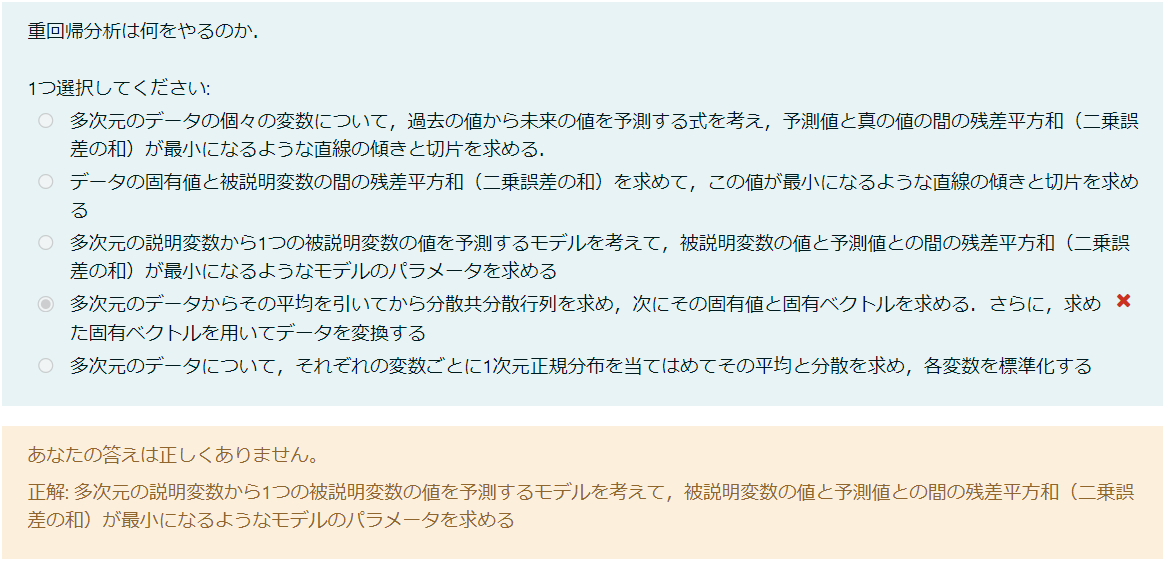 重回帰分析は何をやるのか．
1つ選択してください:
多次元のデータの個々の変数について，過去の値から未来の値を予測する式を考え，予測値と真の値の間の残差平方和（二乗誤
差の和）が最小になるような直線の傾きと切片を求める．
データの固有値と被説明変数の間の残差平方和（二乗誤差の和）を求めて，この値が最小になるような直線の傾きと切片を求め
る
多次元の説明変数から1つの被説明変数の値を予測するモデルを考えて，被説明変数の値と予測値との間の残差平方和（二乗誤
差の和）が最小になるようなモデルのパラメータを求める
多次元のデータからその平均を引いてから分散共分散行列を求め，次にその固有値と固有ベクトルを求める．さらに，求め
た固有ベクトルを用いてデータを変換する
多次元のデータについて，それぞれの変数ごとに1次元正規分布を当てはめてその平均と分散を求め，各変数を標準化する
あなたの答えは正しくありません。
正解: 多次元の説明変数から1つの被説明変数の値を予測するモデルを考えて，被説明変数の値と予測値との間の残差平方和（二乗誤
差の和）が最小になるようなモデルのパラメータを求める